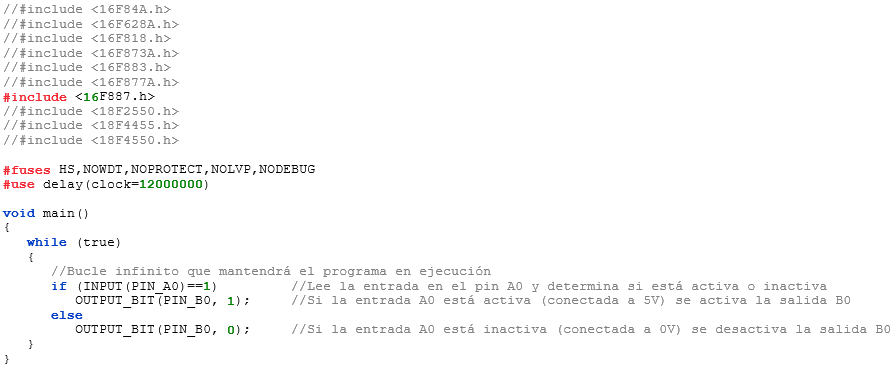 //#include <16F84A.h>
//#include <16F628A.h>
//#include <16F818.h>
//#include <16F873A.h>
//#include <16F883.h>
//#include <16F877A.h>
#include <16F887.h>
//#include <18F2550.h>
//#include <18F4455.h>
//#include <18F4550.h>

#fuses HS,NOWDT,NOPROTECT,NOLVP,NODEBUG
#use delay(clock=12000000)

void main()
{
   while (true)
   {
      //Bucle infinito que mantendrá el programa en ejecución
      if (INPUT(PIN_A0)==1)         //Lee la entrada en el pin A0 y determina si está activa o inactiva
         OUTPUT_BIT(PIN_B0, 1);     //Si la entrada A0 está activa (conectada a 5V) se activa la salida B0
      else
         OUTPUT_BIT(PIN_B0, 0);     //Si la entrada A0 está inactiva (conectada a 0V) se desactiva la salida B0
   }
}